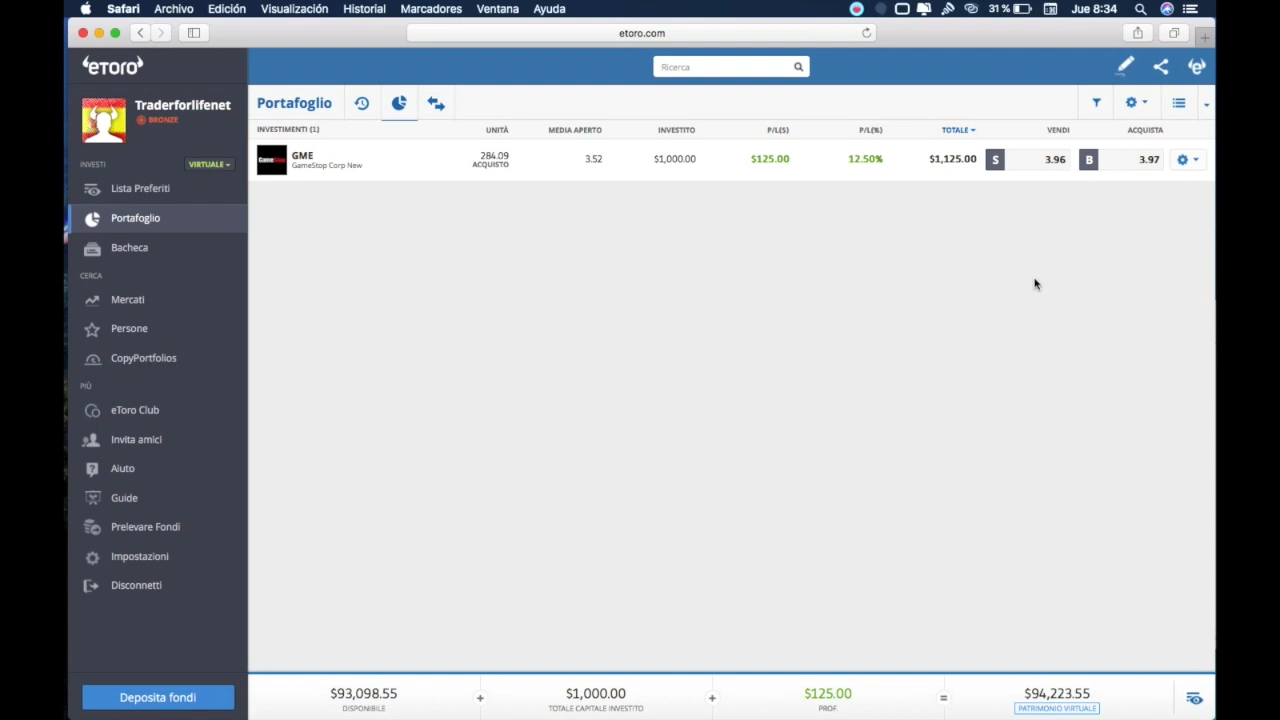 Safari Archivo Edición Visualización Historial Marcadores Ventana Ayuda 31 % Jue 8:34
etoro.com
eToro
Ricerca
Traderforlifenet
BRONZE
Portafoglio
INVESTIMENTI (1) UNITÀ MEDIA APERTO INVESTITO P/L($) P/L(%) TOTALE VENDI ACQUISTA
GME 284.09 3.52 $1,000.00 $125.00 12.50% $1,125.00 S 3.96 B 3.97
GameStop Corp New ACQUISTO
GameStop
INVESTI VIRTUALE
Lista Preferiti
Portafoglio
Bacheca
CERCA
Mercati
Persone
CopyPortfolios
PIÙ
eToro Club
Invita amici
Aiuto
Guide
Prelevare Fondi
Impostazioni
Disconnetti
Deposita fondi
$93,098.55 + $1,000.00 + $125.00 = $94,223.55
DISPONIBILE TOTALE CAPITALE INVESTITO PROF. PATRIMONIO VIRTUALE